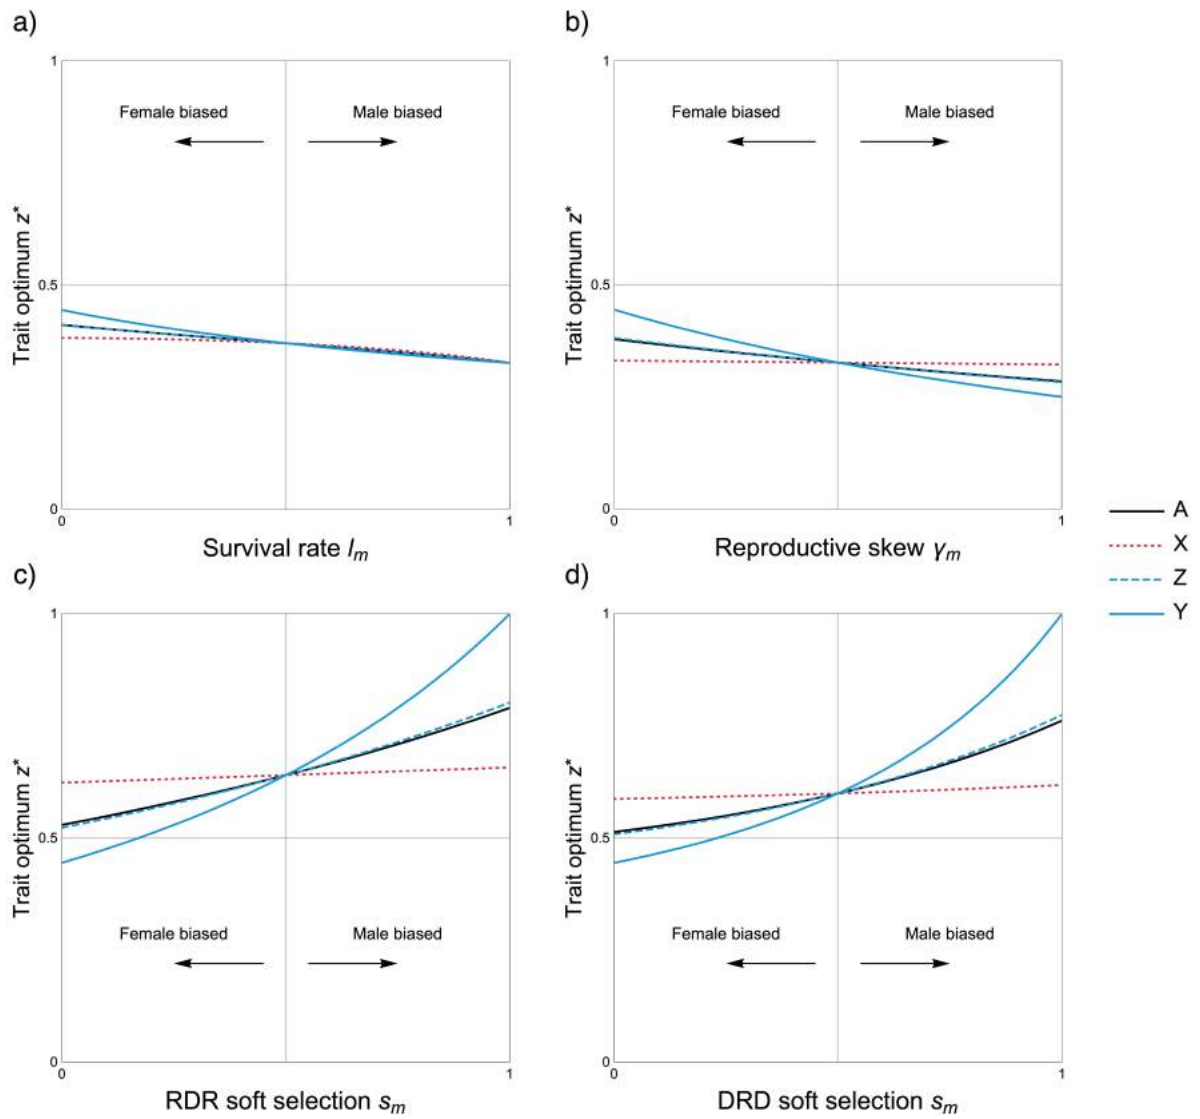 a)
1
Female biased Male biased
Trait optimum z*
0.5
0
0 1
Survival rate lₘ
b)
1
Female biased Male biased
Trait optimum z*
0.5
0
0 1
Reproductive skew γₘ
A
X
Z
Y
c)
1
Trait optimum z*
0.5
Female biased Male biased
0
0 1
RDR soft selection sₘ
d)
1
Trait optimum z*
0.5
Female biased Male biased
0
0 1
DRD soft selection sₘ